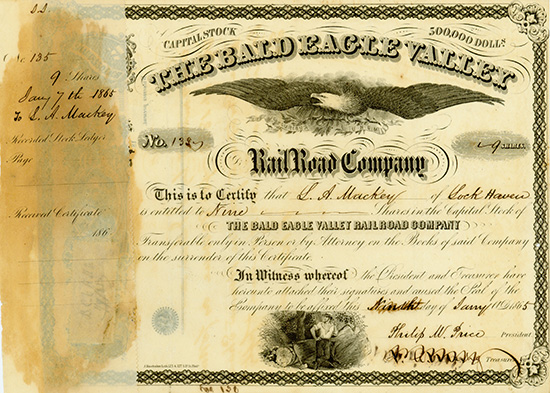 No 135
9 Shares
Jany 7th 1865
To L. A. Mackey
Recorded Stock Ledger
Page
Received Certificate
186
CAPITAL STOCK 500,000 DOLLS
THE BALD EAGLE VALLEY
No. 9 SHARES.
RailRoad Company
This is to Certify that L. A. Mackey of Lock Haven
is entitled to Nine Shares in the Capital Stock of
THE BALD EAGLE VALLEY RAILROAD COMPANY
Transferable only in Person or by Attorney on the Books of said Company
on the surrender of this Certificate.
In Witness whereof the President and Treasurer have
hereunto attached their signatures and caused the Seal of the
Company to be affixed this day of Jany 1865
Philip M. Price President
Treasurer